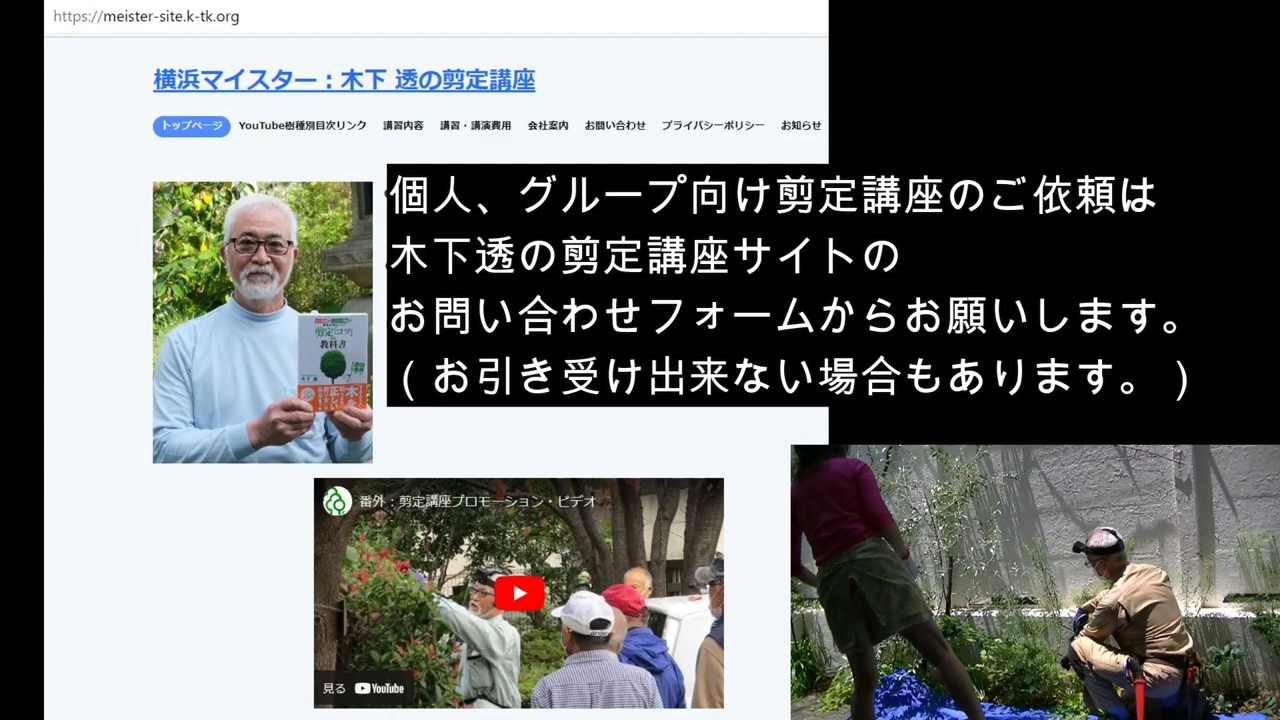 https://meister-site.k-tk.org
横浜マイスター：木下 透の剪定講座
トップページ YouTube樹種別目次リンク 講習内容 講習・講演費用 会社案内 お問い合わせ プライバシーポリシー お知らせ
個人、グループ向け剪定講座のご依頼は
木下透の剪定講座サイトの
お問い合わせフォームからお願いします。
（お引き受け出来ない場合もあります。）
剪定「コツ」
教科書
番外：剪定講座プロモーション・ビデオ
見る YouTube